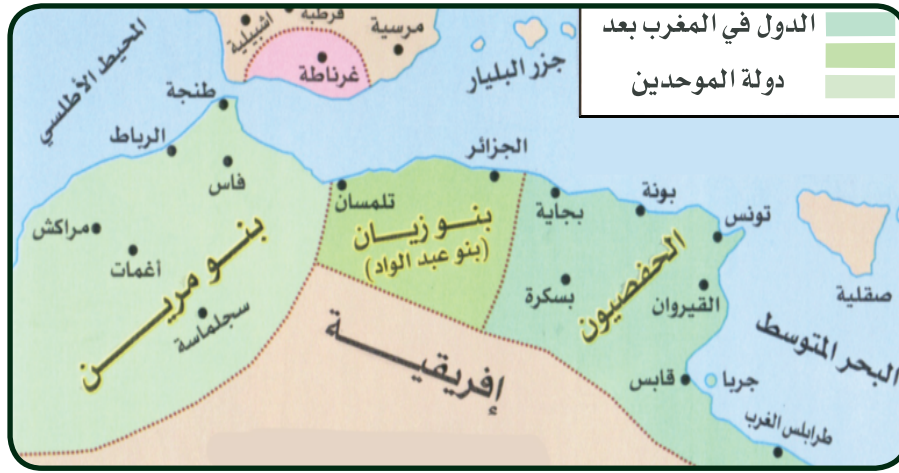 الدول في المغرب بعد
دولة الموحدين
المحيط الأطلسي
اشبيلية
قرطبة
مرسية
غرناطة
جزر البليار
طنجة
الرباط
فاس
الجزائر
تلمسان
بنو زيان
(بنو عبد الواد)
بجاية
بونة
تونس
الحفصيون
مراكش
أغمات
بنو مرين
سجلماسة
بسكرة
القيروان
صقلية
البحر المتوسط
إفريقية
قابس
جربا
طرابلس الغرب